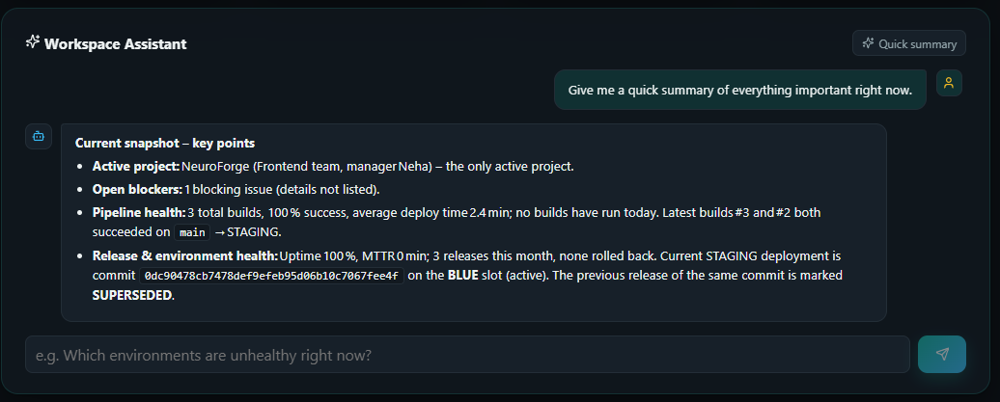 Workspace Assistant
Quick summary
Give me a quick summary of everything important right now.
Current snapshot – key points
• Active project: NeuroForge (Frontend team, manager Neha) – the only active project.
• Open blockers: 1 blocking issue (details not listed).
• Pipeline health: 3 total builds, 100 % success, average deploy time 2.4 min; no builds have run today. Latest builds #3 and #2 both
succeeded on main → STAGING.
• Release & environment health: Uptime 100 %, MTTR 0 min; 3 releases this month, none rolled back. Current STAGING deployment is
commit 0dc90478cb7478def9efeb95d06b10c7067fee4f on the BLUE slot (active). The previous release of the same commit is marked
SUPERSEDED.
e.g. Which environments are unhealthy right now?